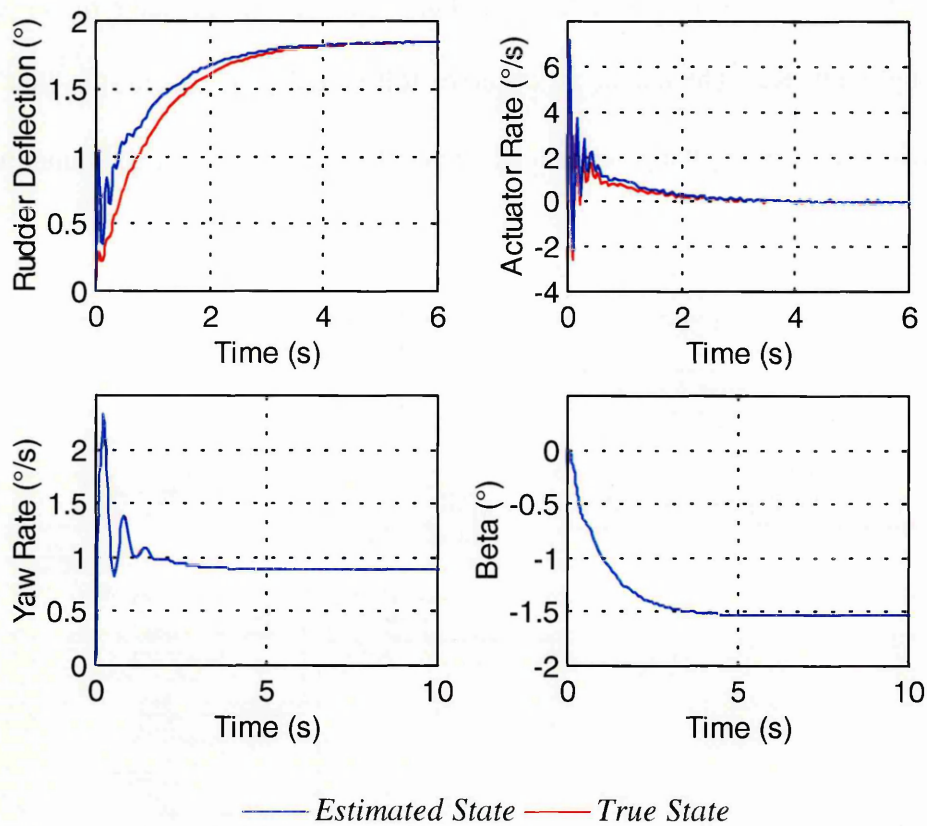 Rudder Deflection (°)
2
1.5
1
0.5
0
0 2 4 6
Time (s)
Actuator Rate (°/s)
6
4
2
0
-2
-4
0 2 4 6
Time (s)
Yaw Rate (°/s)
2
1.5
1
0.5
0
0 5 10
Time (s)
Beta (°)
0
-0.5
-1
-1.5
-2
0 5 10
Time (s)
Estimated State True State